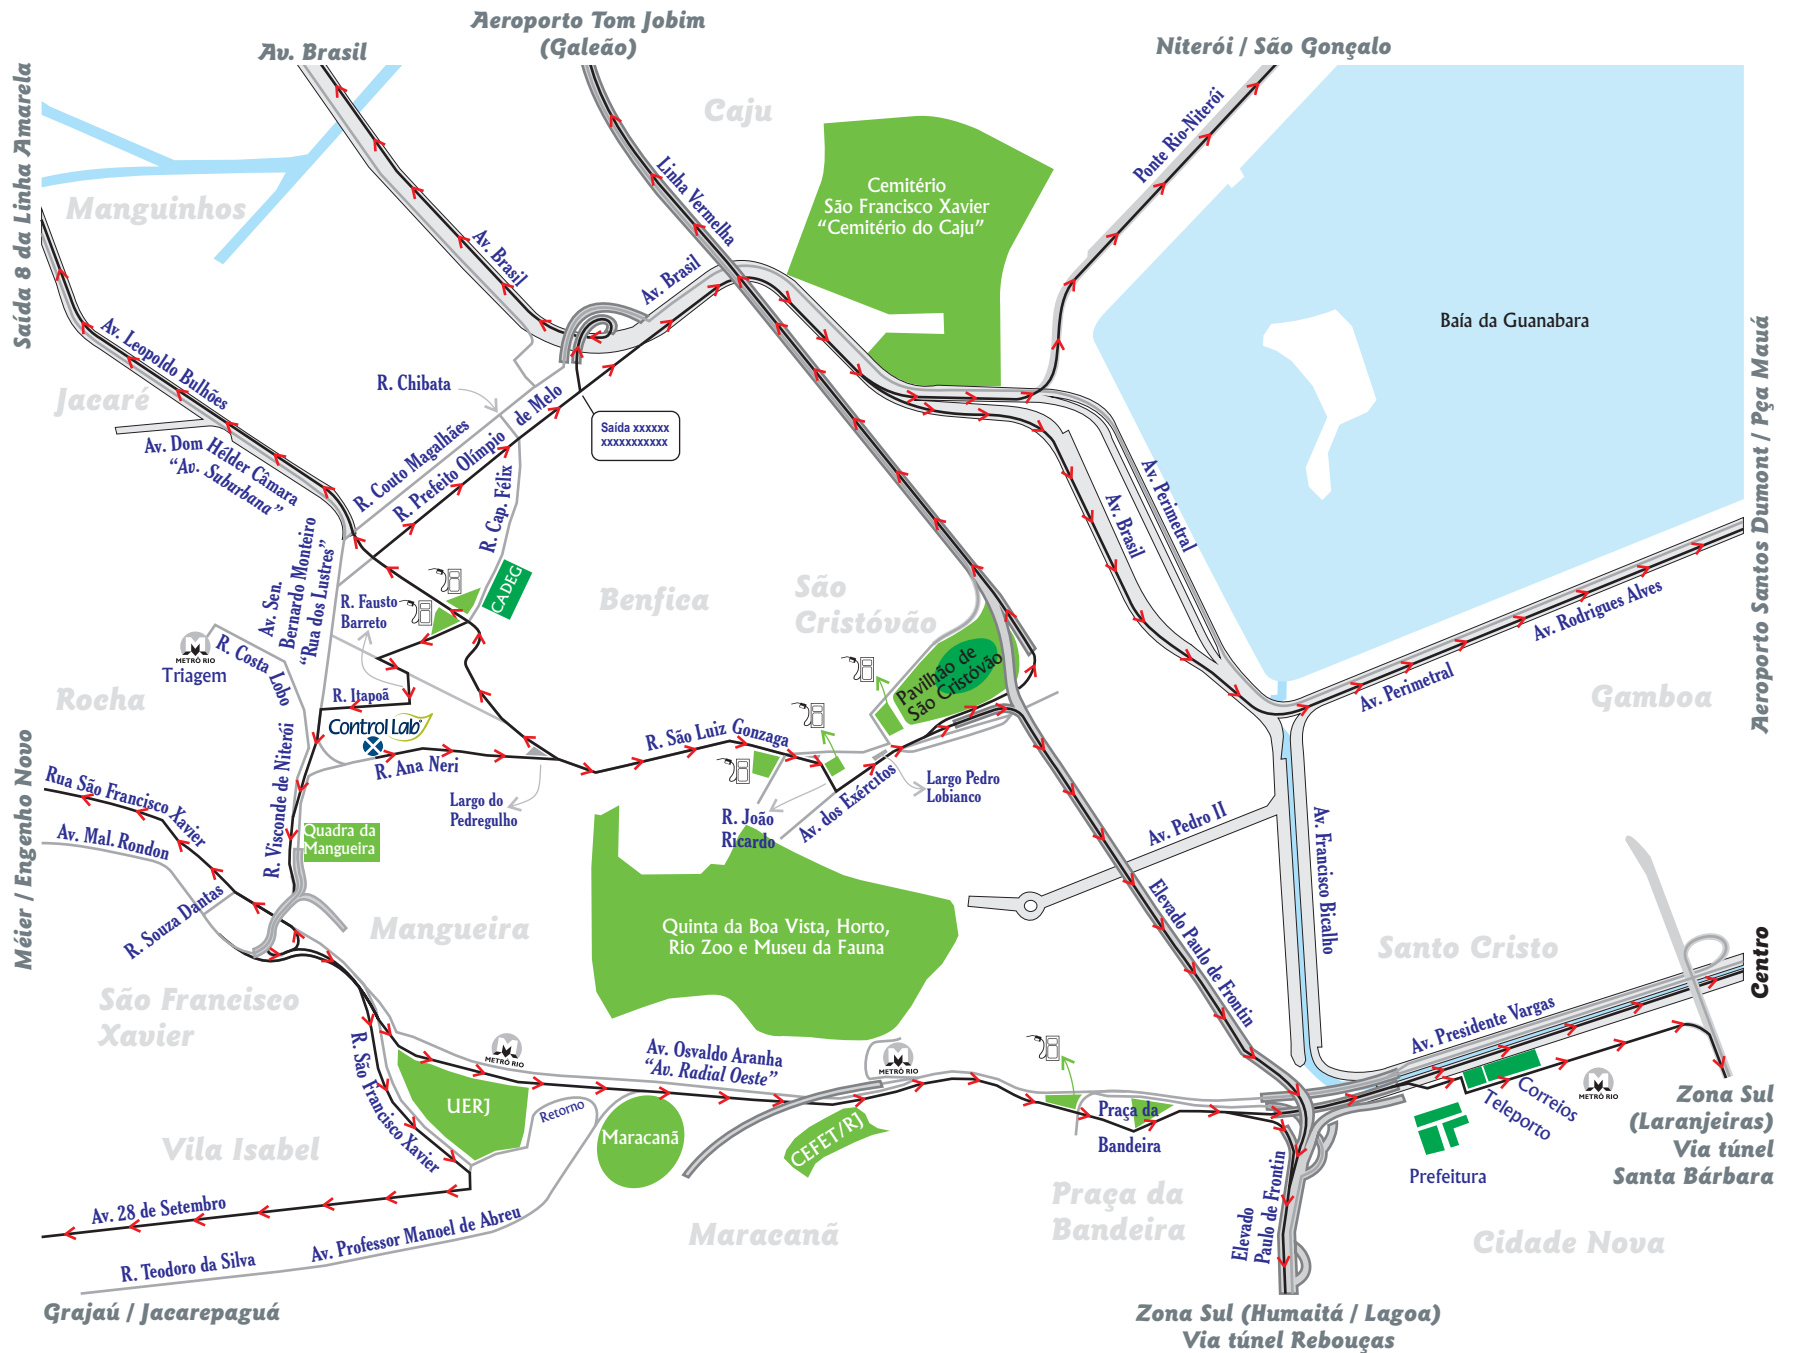 Aeroporto Tom Jobim
(Galeão)
Av. Brasil
Niterói / São Gonçalo
Saída 8 da Linha Amarela
Caju
Manguinhos
Linha Vermelha
Ponte Rio-Niterói
Cemitério
São Francisco Xavier
“Cemitério do Caju”
Av. Brasil
Av. Brasil
Baía da Guanabara
Aeroporto Santos Dumont / Pça Mauá
Av. Leopoldo Bulhões
Jacaré
R. Chibata
R. Couto Magalhães
R. Prefeito Olímpio de Melo
Saída xxxxxx
xxxxxxxxxxx
Av. Dom Hélder Câmara
“Av. Suburbana”
R. Cap. Félix
Av. Perimetral
Av. Brasil
Av. Sen.
Bernardo Monteiro
“Rua dos Lustres”
CADEG
R. Fausto
Barreto
Benfica
São
Cristóvão
METRÔ RIO
Triagem
R. Costa Lobo
Rocha
R. Itapoã
Control Lab
Pavilhão de
São Cristóvão
Av. Rodrigues Alves
Av. Perimetral
Gamboa
R. São Luiz Gonzaga
R. Ana Neri
Largo do
Pedregulho
R. Visconde de Niterói
Méier / Engenho Novo
Rua São Francisco Xavier
Av. Mal. Rondon
Quadra da
Mangueira
R. João
Ricardo
Av. dos Exércitos
Largo Pedro
Lobianco
Av. Pedro II
Av. Francisco Bicalho
R. Souza Dantas
Mangueira
Quinta da Boa Vista, Horto,
Rio Zoo e Museu da Fauna
Elevado Paulo de Frontin
Santo Cristo
Centro
São Francisco
Xavier
R. São Francisco Xavier
METRÔ RIO
Av. Osvaldo Aranha
“Av. Radial Oeste”
METRÔ RIO
Av. Presidente Vargas
UERJ
Retorno
Maracanã
CEFET/RJ
Praça da
Bandeira
Correios
Teleporto
METRÔ RIO
Prefeitura
Zona Sul
(Laranjeiras)
Via túnel
Santa Bárbara
Vila Isabel
Av. 28 de Setembro
R. Teodoro da Silva
Av. Professor Manoel de Abreu
Maracanã
Praça da
Bandeira
Elevado
Paulo de Frontin
Cidade Nova
Grajaú / Jacarepaguá
Zona Sul (Humaitá / Lagoa)
Via túnel Rebouças